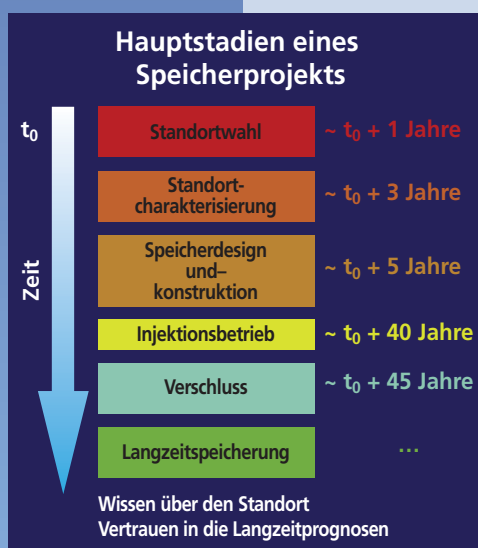 Hauptstadien eines
Speicherprojekts
t₀
Standortwahl
~ t₀ + 1 Jahre
Standort-
charakterisierung
~ t₀ + 3 Jahre
Speicherdesign
und–
konstruktion
~ t₀ + 5 Jahre
Zeit
Injektionsbetrieb
~ t₀ + 40 Jahre
Verschluss
~ t₀ + 45 Jahre
Langzeitspeicherung
...
Wissen über den Standort
Vertrauen in die Langzeitprognosen